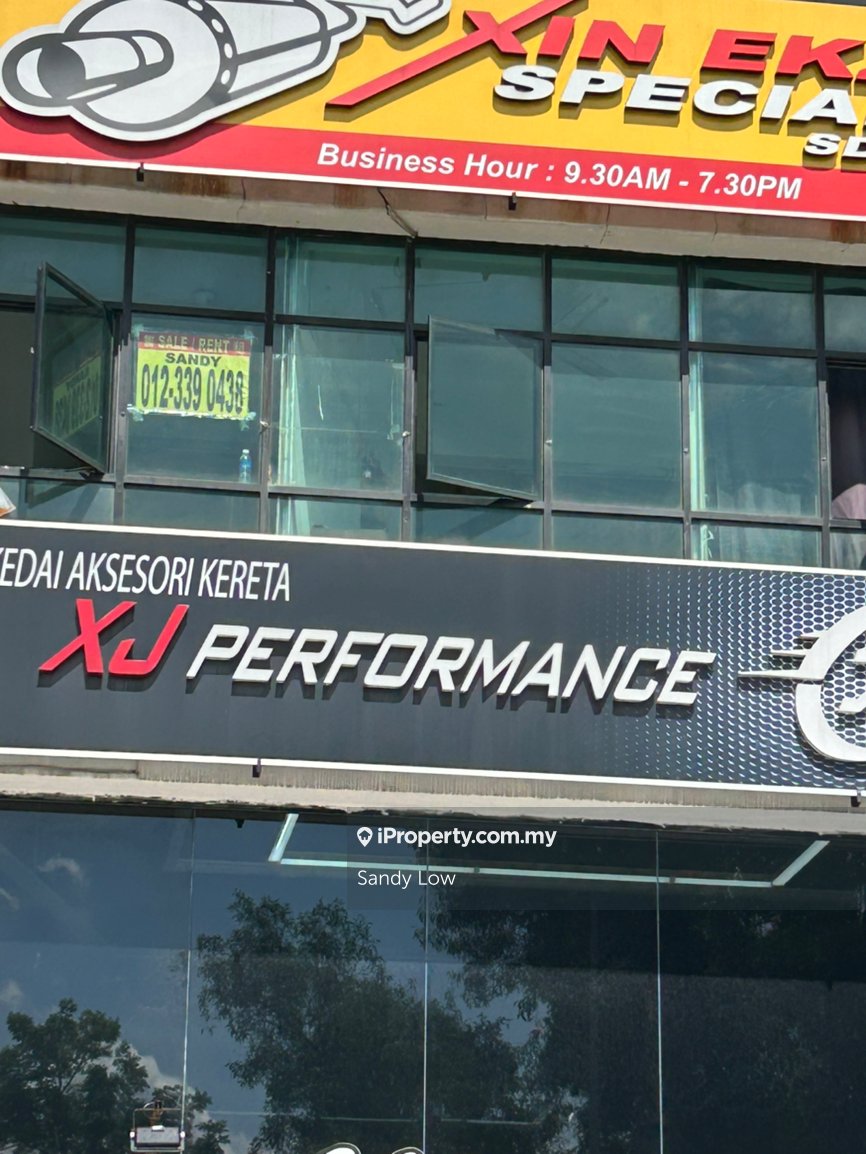 XIN EK
SPECIA
SD
Business Hour : 9.30AM - 7.30PM
SALE / RENT
SANDY
012-339 0438
EDAI AKSESORI KERETA
XJ PERFORMANCE
iProperty.com.my
Sandy Low